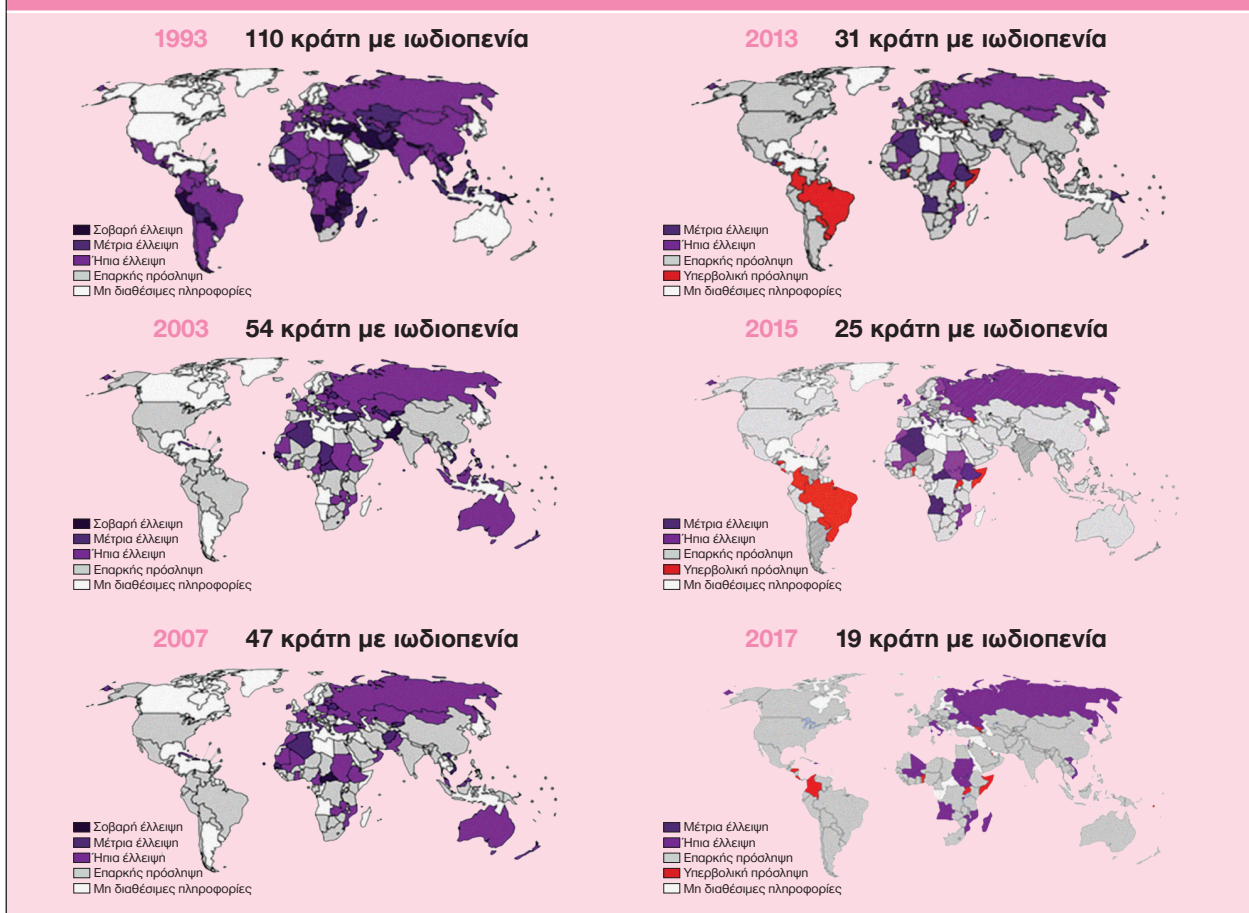 1993 110 κράτη με ιωδιοπενία
Σοβαρή έλλειψη
Μέτρια έλλειψη
Ήπια έλλειψη
Επαρκής πρόσληψη
Μη διαθέσιμες πληροφορίες
2003 54 κράτη με ιωδιοπενία
Σοβαρή έλλειψη
Μέτρια έλλειψη
Ήπια έλλειψη
Επαρκής πρόσληψη
Μη διαθέσιμες πληροφορίες
2007 47 κράτη με ιωδιοπενία
Σοβαρή έλλειψη
Μέτρια έλλειψη
Ήπια έλλειψή
Επαρκής πρόσληψη
Μη διαθέσιμες πληροφορίες
2013 31 κράτη με ιωδιοπενία
Μέτρια έλλειψη
Ήπια έλλειψη
Επαρκής πρόσληψη
Υπερβολική πρόσληψη
Μη διαθέσιμες πληροφορίες
2015 25 κράτη με ιωδιοπενία
Μέτρια έλλειψη
Ήπια έλλειψη
Επαρκής πρόσληψη
Υπερβολική πρόσληψη
Μη διαθέσιμες πληροφορίες
2017 19 κράτη με ιωδιοπενία
Μέτρια έλλειψη
Ήπια έλλειψη
Επαρκής πρόσληψη
Υπερβολική πρόσληψη
Μη διαθέσιμες πληροφορίες